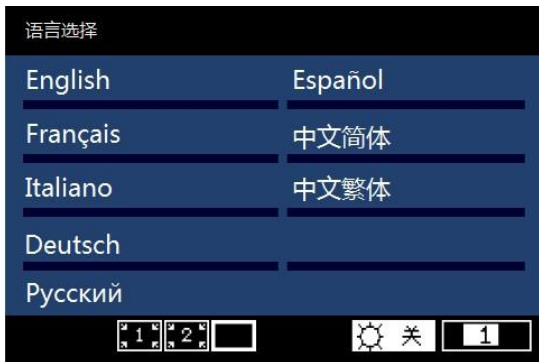 语言选择
English
Español
Français
中文简体
Italiano
中文繁体
Deutsch
Русский
1 2 关 1